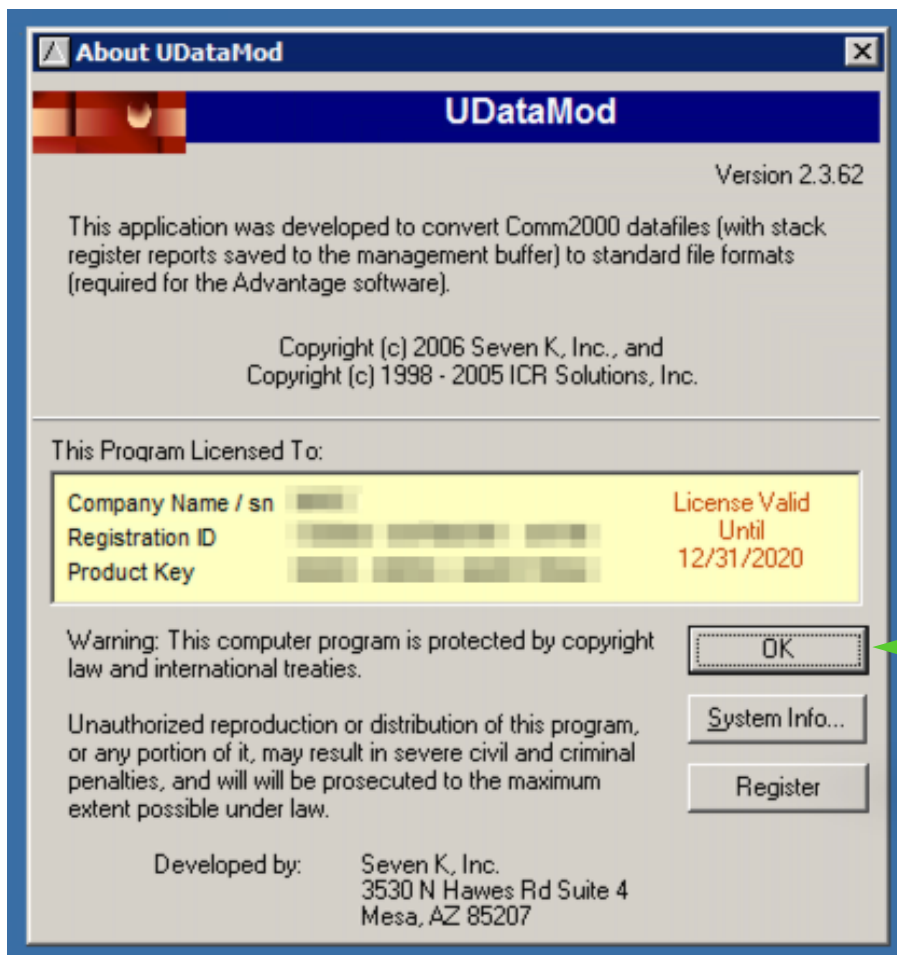 About UDataMod
UDataMod
Version 2.3.62
This application was developed to convert Comm2000 datafiles (with stack
register reports saved to the management buffer) to standard file formats
(required for the Advantage software).
Copyright (c) 2006 Seven K, Inc., and
Copyright (c) 1998 - 2005 ICR Solutions, Inc.
This Program Licensed To:
Company Name / sn
Registration ID
Product Key
License Valid
Until
12/31/2020
Warning: This computer program is protected by copyright
law and international treaties.
OK
Unauthorized reproduction or distribution of this program,
or any portion of it, may result in severe civil and criminal
penalties, and will will be prosecuted to the maximum
extent possible under law.
System Info...
Register
Developed by:
Seven K, Inc.
3530 N Hawes Rd Suite 4
Mesa, AZ 85207